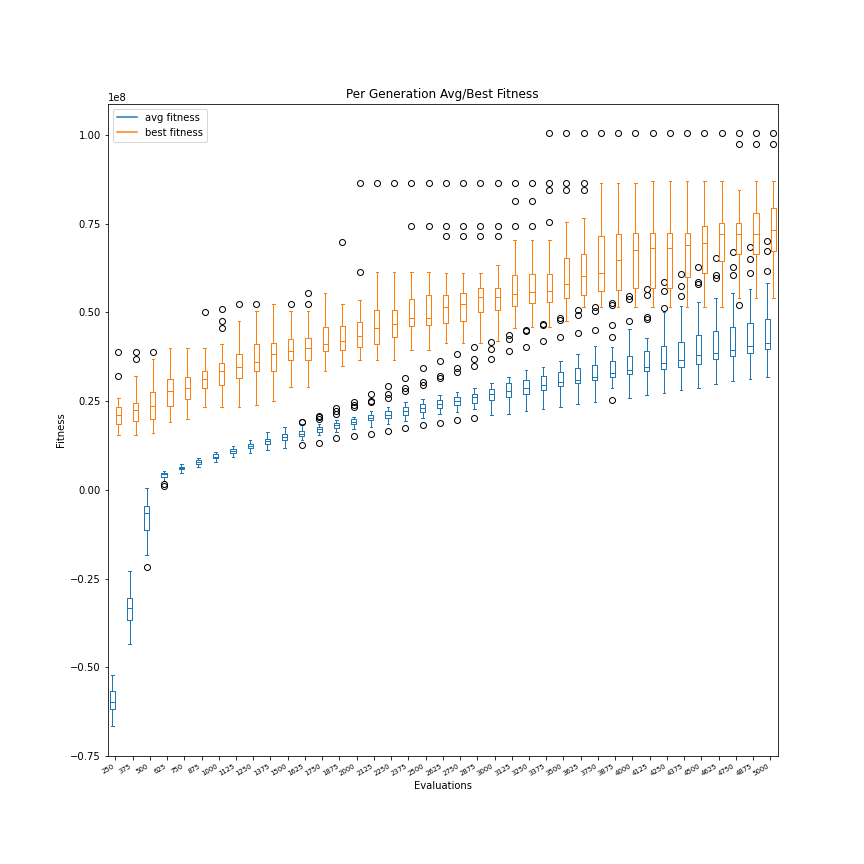 Per Generation Avg/Best Fitness
1e8
avg fitness
best fitness
1.00
0.75
0.50
0.25
0.00
−0.25
−0.50
−0.75
Fitness
250 375 500 625 750 875 1000 1125 1250 1375 1500 1625 1750 1875 2000 2125 2250 2375 2500 2625 2750 2875 3000 3125 3250 3375 3500 3625 3750 3875 4000 4125 4250 4375 4500 4625 4750 4875 5000
Evaluations